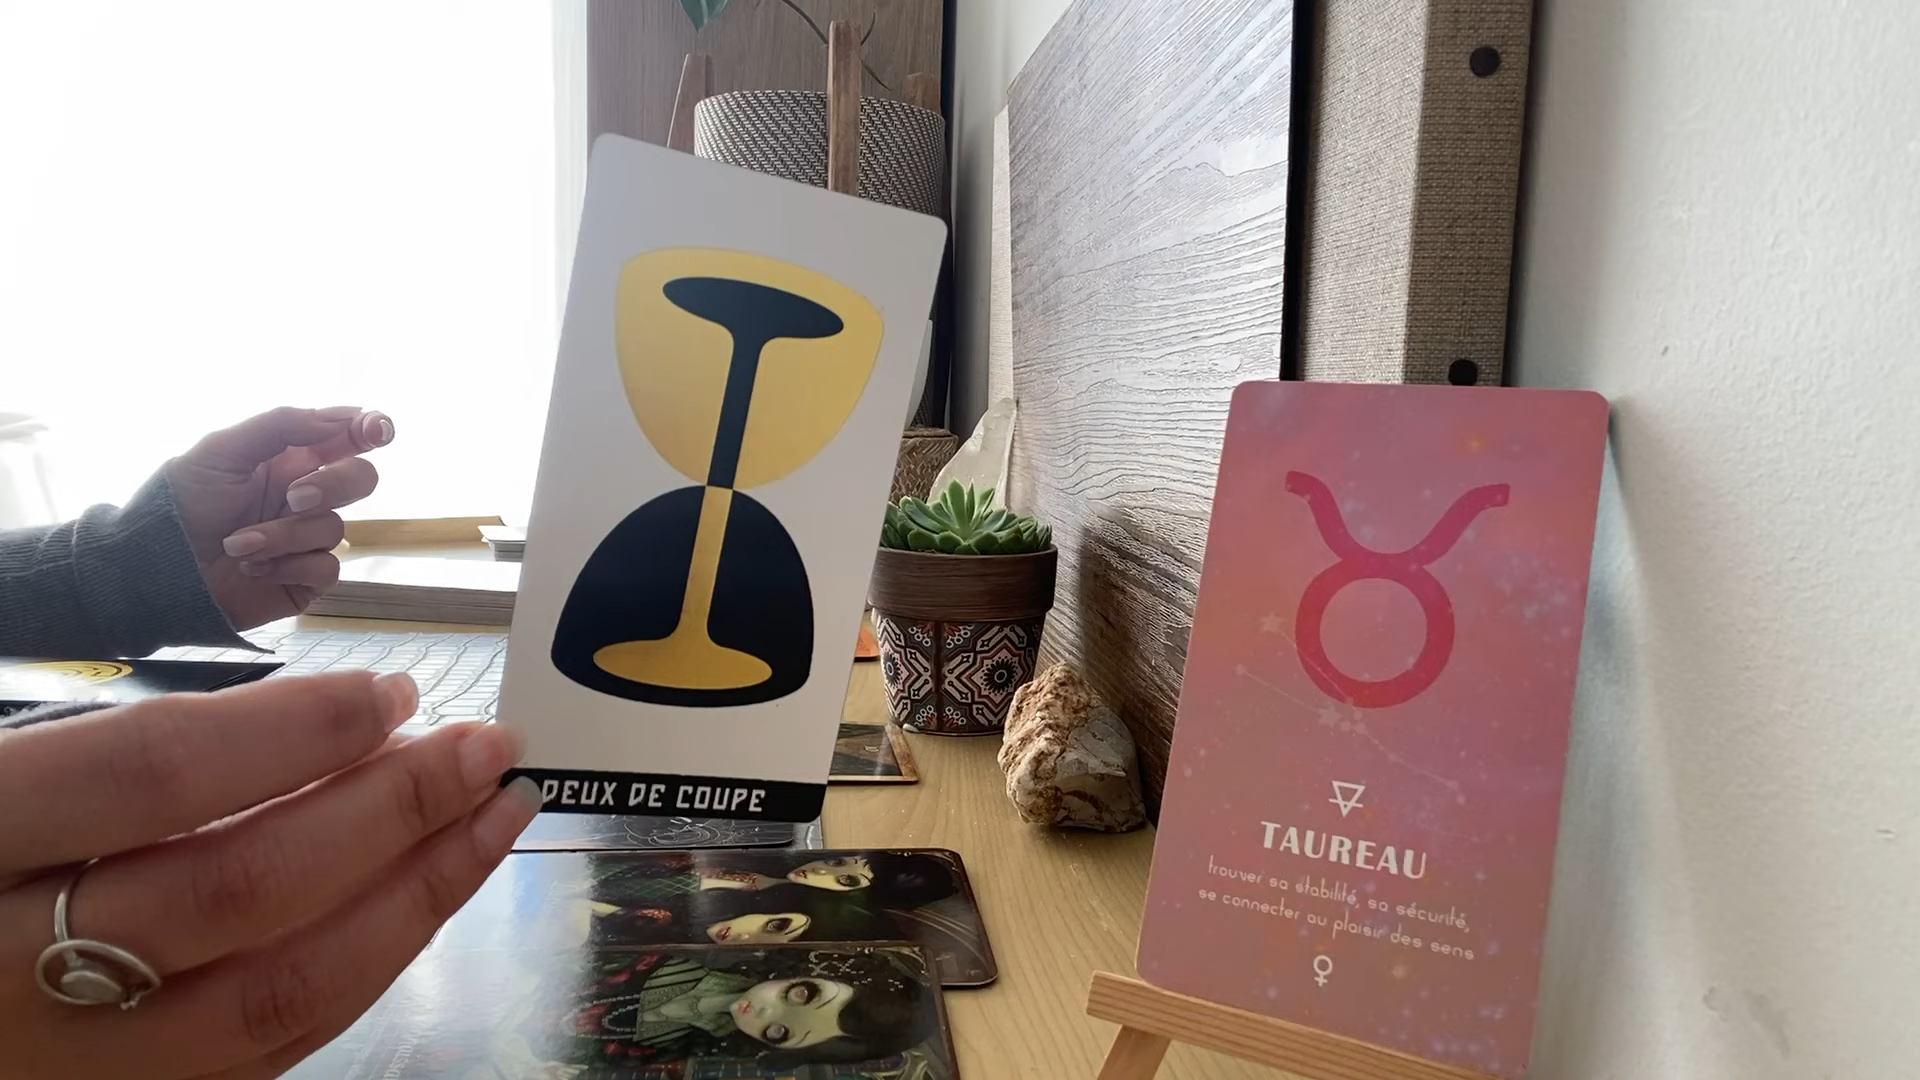 DEUX DE COUPE
TAUREAU
trouver sa stabilité, sa sécurité,
se connecter au plaisir des sens